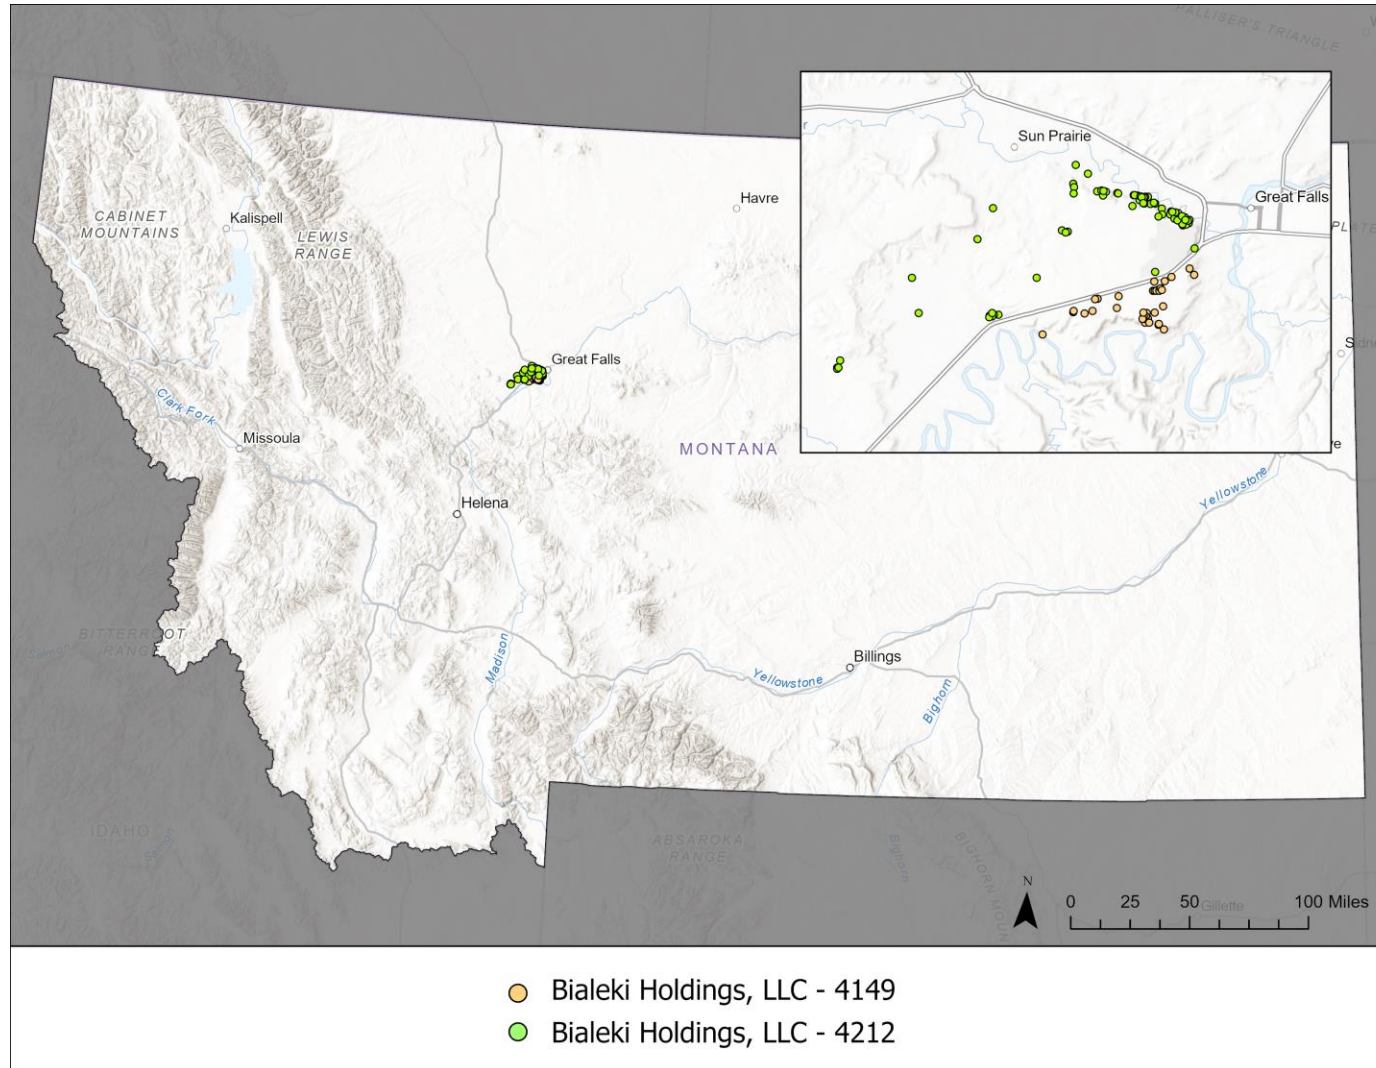 PALLISER'S TRIANGLE
Sun Prairie
Great Falls
Havre
CABINET
MOUNTAINS
Kalispell
LEWIS
RANGE
Great Falls
Clark Fork
Missoula
MONTANA
Helena
Yellowstone
BITTERROOT
RANGE
Madison
Billings
Yellowstone
Bighorn
IDAHO
ABSAROKA
RANGE
Bighorn
BIGHORN MOUN
N
0 25 50 100 Miles
Gillette
Bialeki Holdings, LLC - 4149
Bialeki Holdings, LLC - 4212